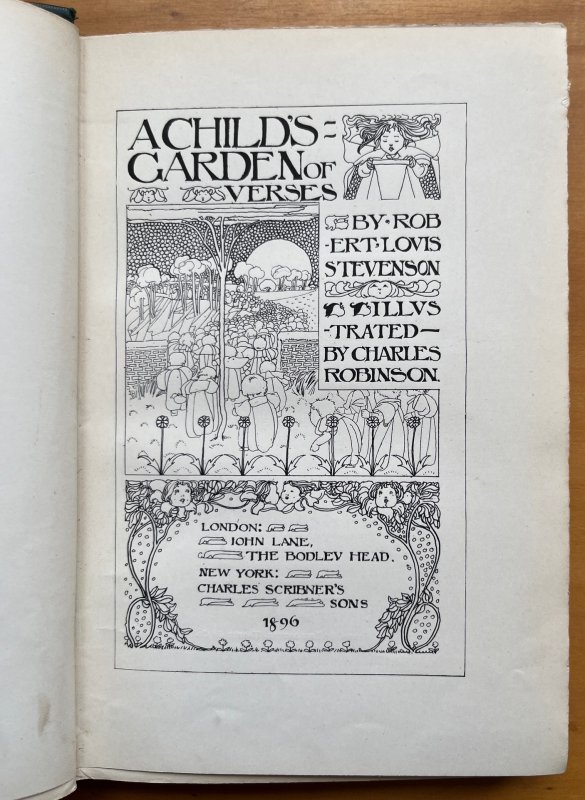 A CHILD'S
GARDEN OF
VERSES
BY·ROB
-ERT·LOVIS
STEVENSON
ILLVS
-TRATED—
BY CHARLES
ROBINSON.
LONDON:
JOHN LANE,
THE BODLEY HEAD.
NEW YORK:
CHARLES SCRIBNER'S
SONS
1896